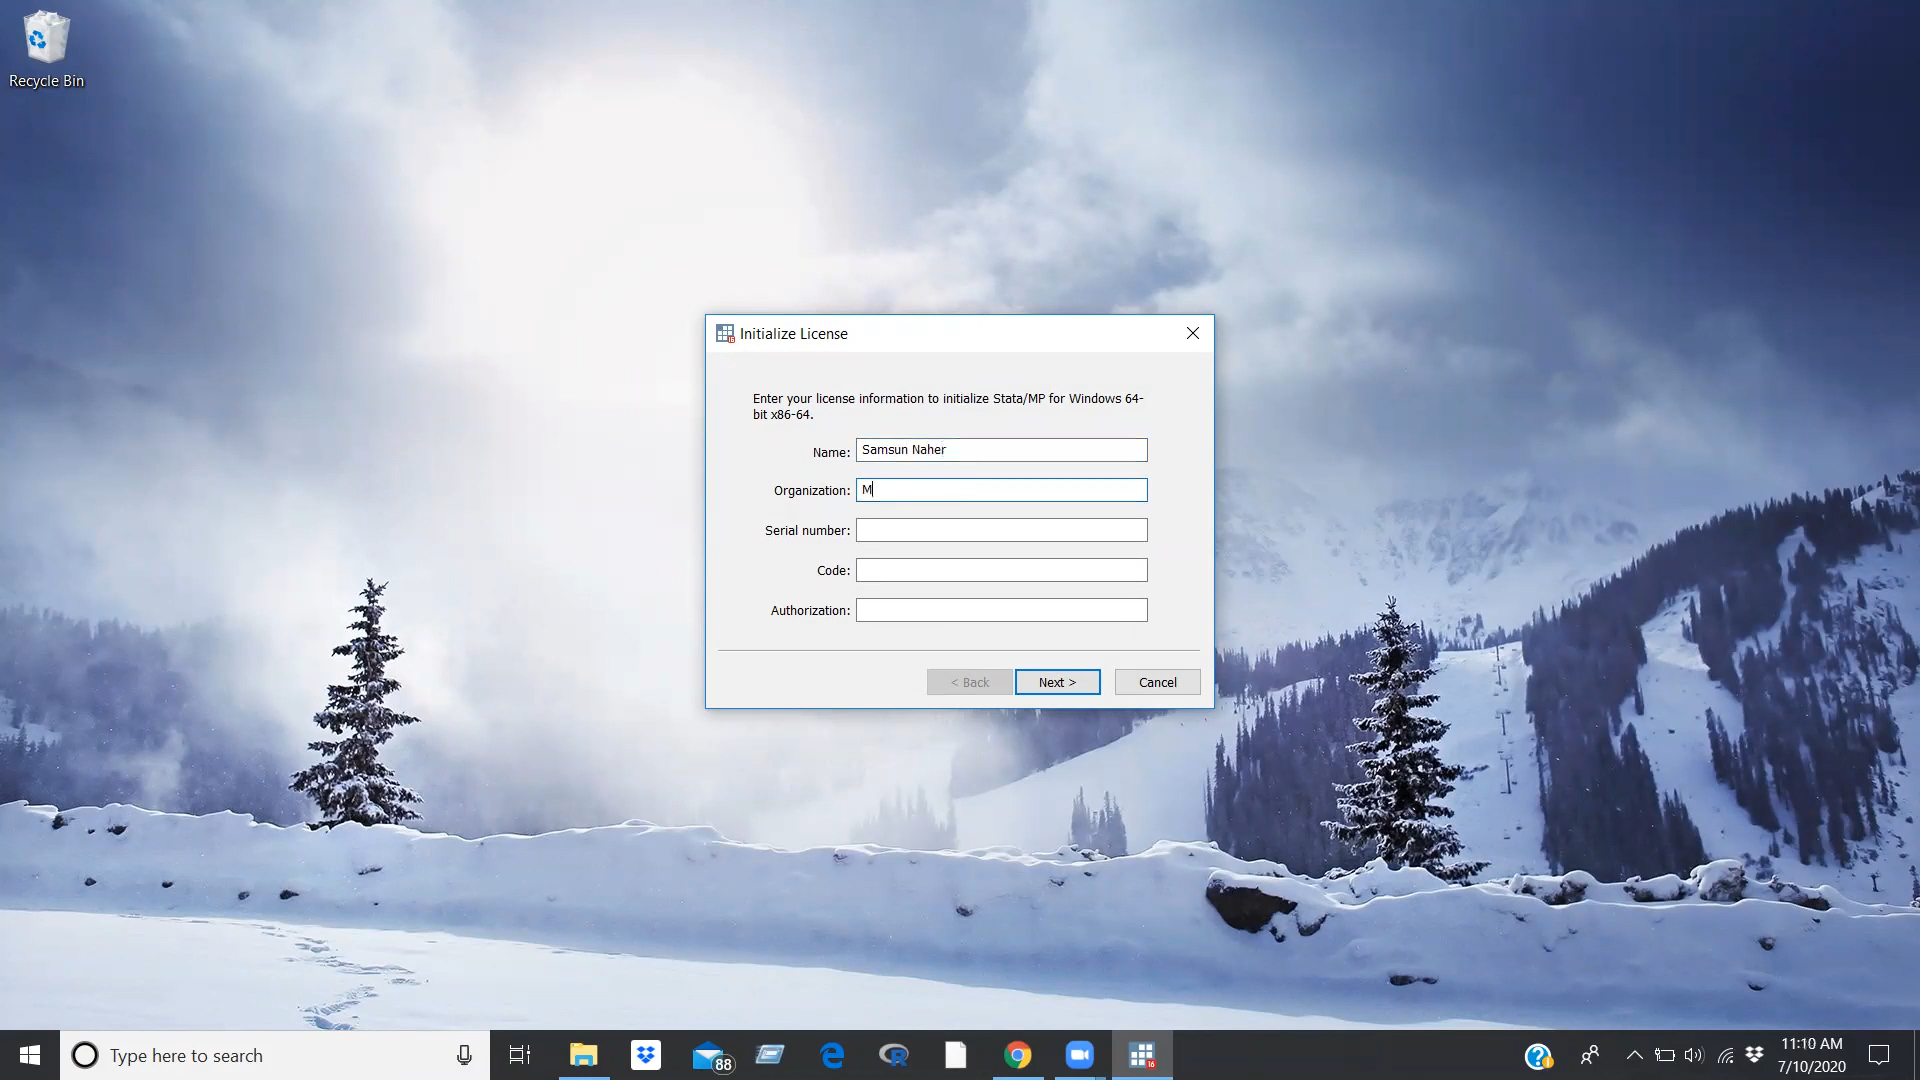 Recycle Bin
Initialize License
Enter your license information to initialize Stata/MP for Windows 64-
bit x86-64.
Name: Samsun Naher
Organization: M
Serial number:
Code:
Authorization:
< Back Next > Cancel
Type here to search
88
16
11:10 AM
7/10/2020